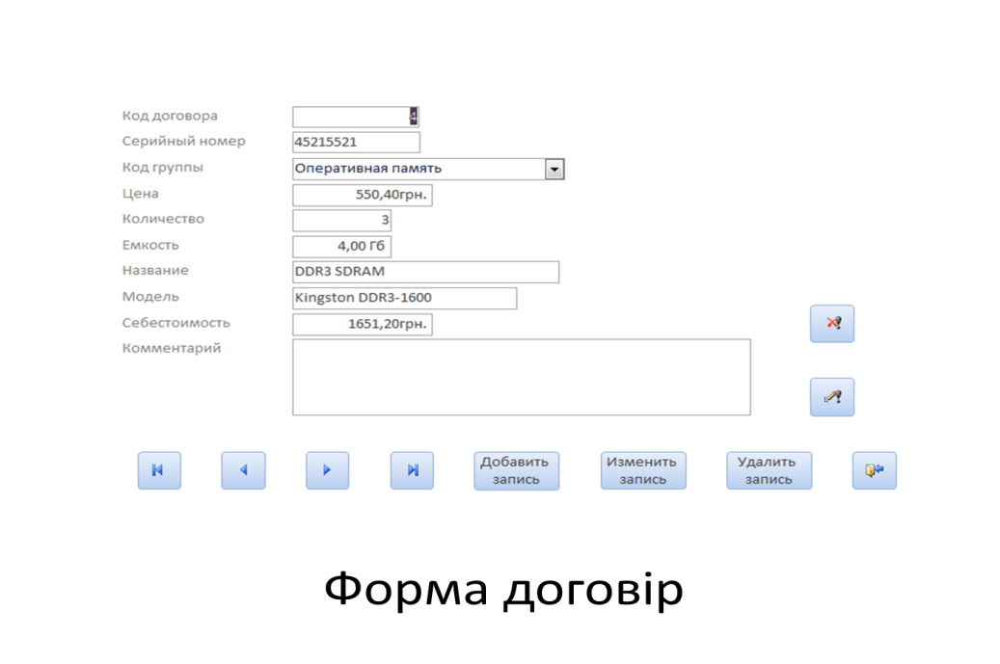 Код договора 4
Серийный номер 45215521
Код группы Оперативная память
Цена 550,40грн.
Количество 3
Емкость 4,00 Гб
Название DDR3 SDRAM
Модель Kingston DDR3-1600
Себестоимость 1651,20грн.
Комментарий
Добавить запись
Изменить запись
Удалить запись
Форма договір